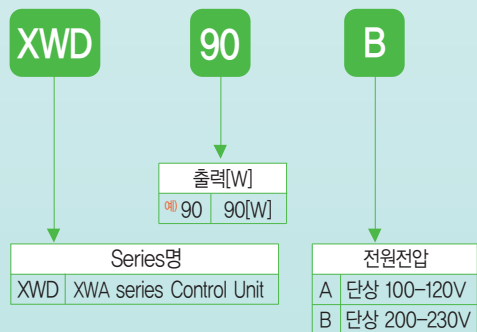 XWD 90 B
출력[W]
예) 90 90[W]
Series명
XWD XWA series Control Unit
전원전압
A 단상 100-120V
B 단상 200-230V